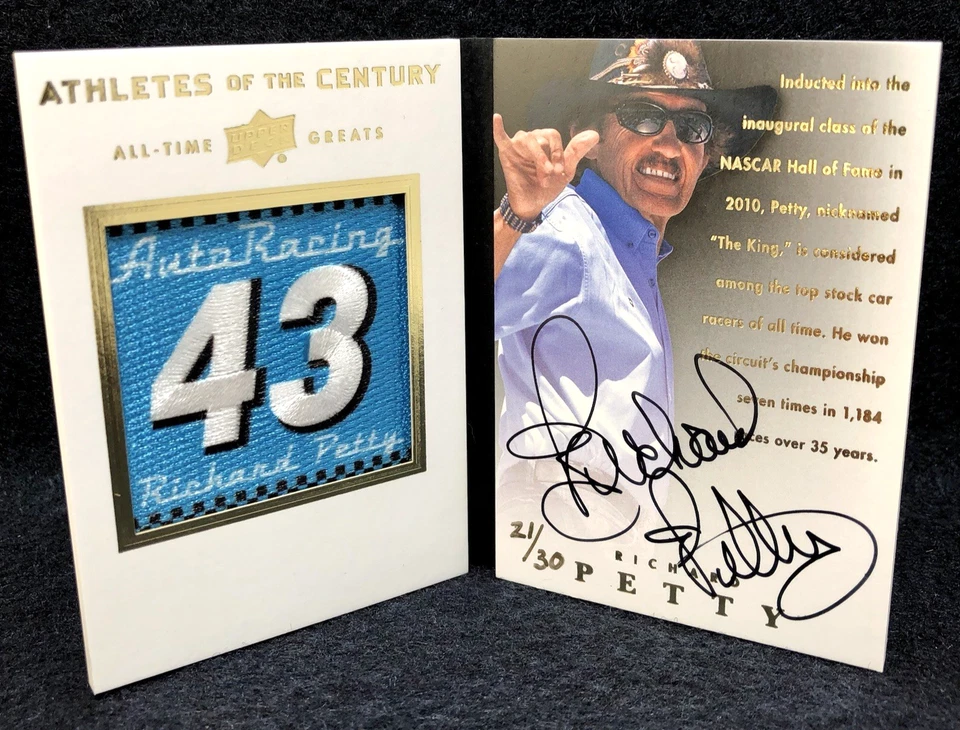 ATHLETES OF THE CENTURY
ALL-TIME UPPER DECK GREATS
AutoRacing
43
Richard Petty
Inducted into the
inaugural class of the
NASCAR Hall of Fame in
2010, Petty, nicknamed
"The King," is considered
among the top stock car
racers of all time. He won
the circuit's championship
seven times in 1,184
ces over 35 years.
Richard
Petty
21/30
RICHARD
PETTY